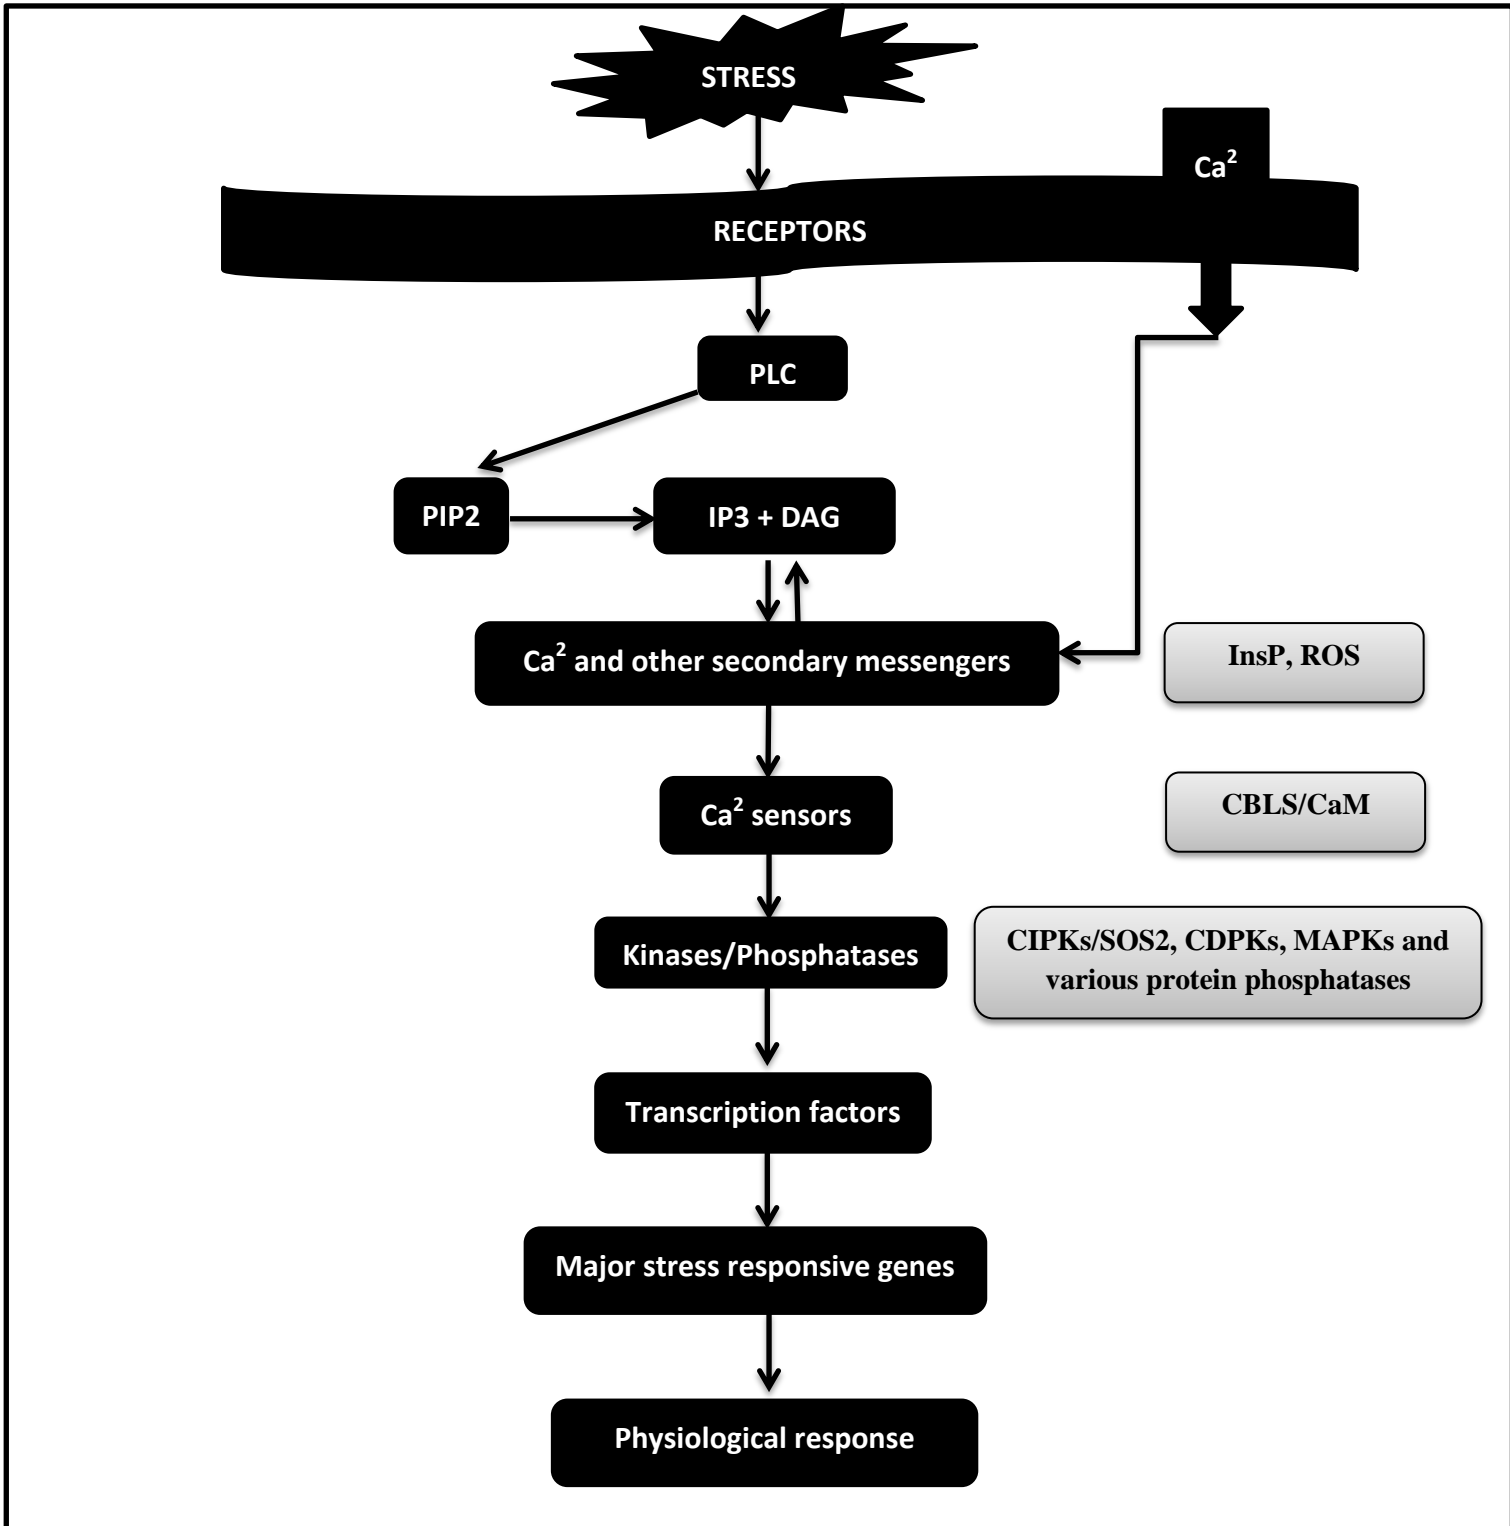 STRESS
Ca²
RECEPTORS
PLC
PIP2
IP3 + DAG
Ca² and other secondary messengers
InsP, ROS
Ca² sensors
CBLS/CaM
Kinases/Phosphatases
CIPKs/SOS2, CDPKs, MAPKs and
various protein phosphatases
Transcription factors
Major stress responsive genes
Physiological response